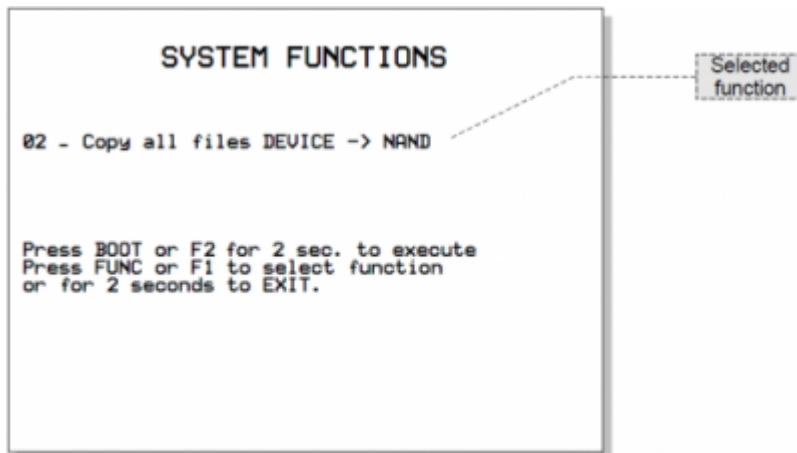 SYSTEM FUNCTIONS
Selected
function
02 - Copy all files DEVICE -> NAND
Press BOOT or F2 for 2 sec. to execute
Press FUNC or F1 to select function
or for 2 seconds to EXIT.